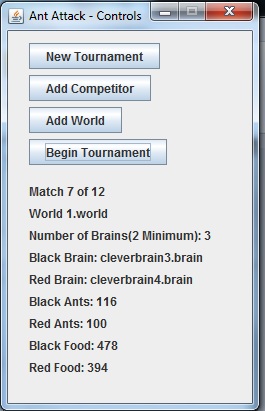 Ant Attack - Controls
New Tournament
Add Competitor
Add World
Begin Tournament
Match 7 of 12
World 1.world
Number of Brains(2 Minimum): 3
Black Brain: cleverbrain3.brain
Red Brain: cleverbrain4.brain
Black Ants: 116
Red Ants: 100
Black Food: 478
Red Food: 394